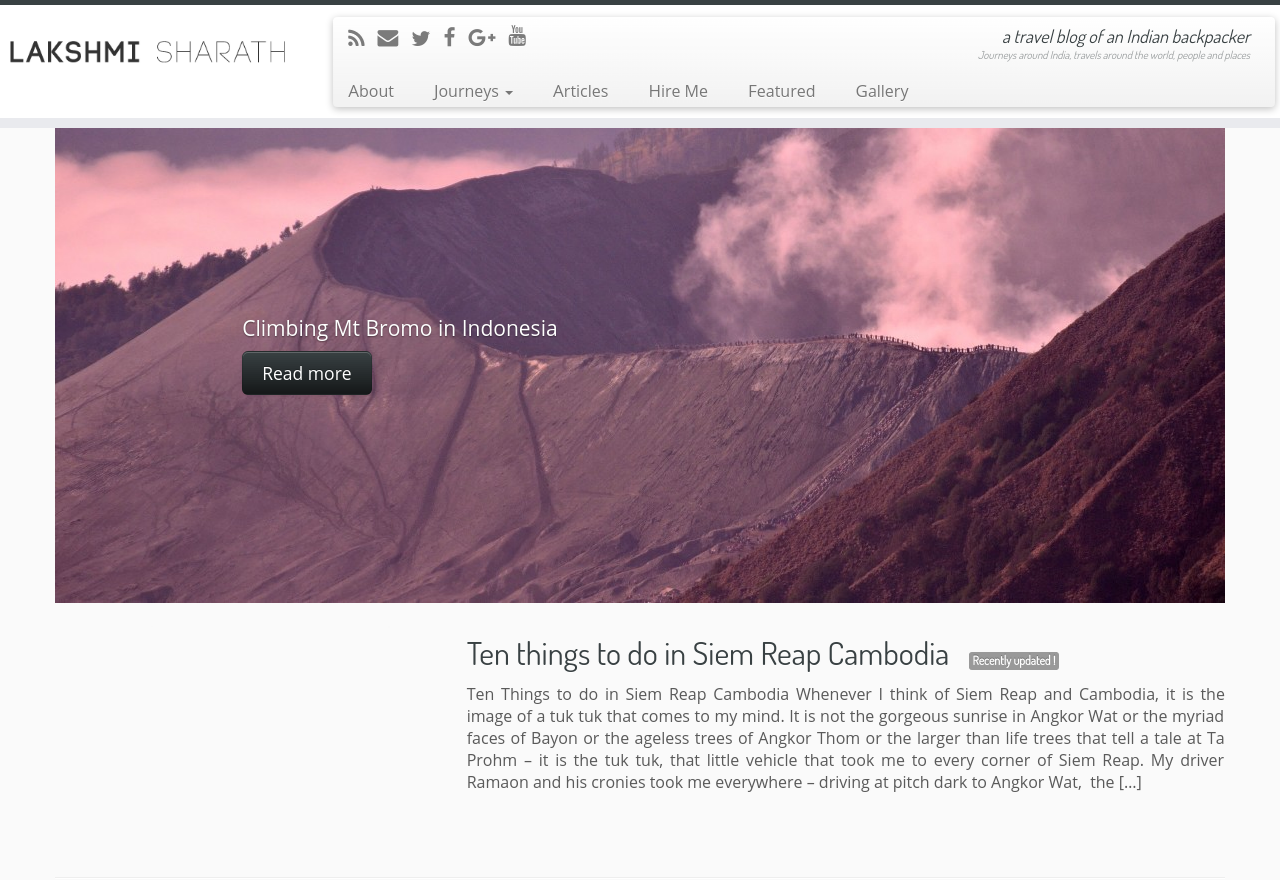 LAKSHMI SHARATH
You Tube
a travel blog of an Indian backpacker
Journeys around India, travels around the world, people and places
About Journeys Articles Hire Me Featured Gallery
Climbing Mt Bromo in Indonesia
Read more
Ten things to do in Siem Reap Cambodia Recently updated !
Ten Things to do in Siem Reap Cambodia Whenever I think of Siem Reap and Cambodia, it is the
image of a tuk tuk that comes to my mind. It is not the gorgeous sunrise in Angkor Wat or the myriad
faces of Bayon or the ageless trees of Angkor Thom or the larger than life trees that tell a tale at Ta
Prohm – it is the tuk tuk, that little vehicle that took me to every corner of Siem Reap. My driver
Ramaon and his cronies took me everywhere – driving at pitch dark to Angkor Wat,  the [...]